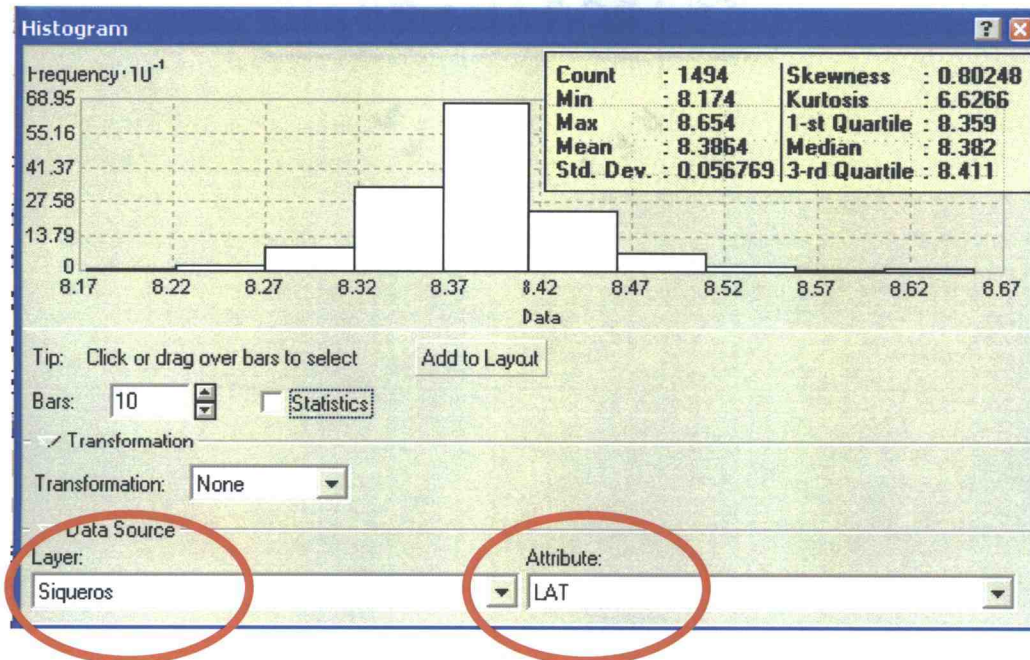 Histogram
Frequency·10⁻¹
68.95
55.16
41.37
27.58
13.79
0
8.17 8.22 8.27 8.32 8.37 8.42 8.47 8.52 8.57 8.62 8.67
Data
Count : 1494 Skewness : 0.80248
Min : 8.174 Kurtosis : 6.6266
Max : 8.654 1-st Quartile : 8.359
Mean : 8.3864 Median : 8.382
Std. Dev. : 0.056769 3-rd Quartile : 8.411
Tip: Click or drag over bars to select Add to Layout
Bars: 10 Statistics
Transformation
Transformation: None
Data Source
Layer: Attribute:
Siqueros LAT